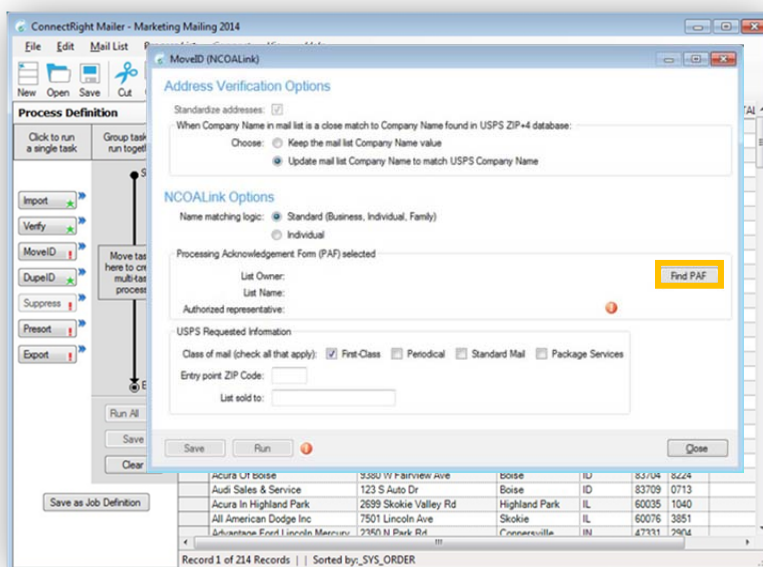 ConnectRight Mailer - Marketing Mailing 2014
File Edit Mail List
New Open Save Cut
MoveID (NCOALink)
Address Verification Options
Standardize addresses:
When Company Name in mail list is a close match to Company Name found in USPS ZIP+4 database:
Choose: Keep the mail list Company Name value
Update mail list Company Name to match USPS Company Name
NCOALink Options
Name matching logic: Standard (Business, Individual, Family)
Individual
Processing Acknowledgement Form (PAF) selected
List Owner:
Find PAF
List Name:
Authorized representative:
USPS Requested Information
Class of mail (check all that apply): First-Class Periodical Standard Mail Package Services
Entry point ZIP Code:
List sold to:
Save Run Close
Process Definition
Click to run
a single task
Group task
run togeth
S
Import
Verify
MoveID
DupeID
Suppress
Presort
Export
Move tas
here to cre
multi-tas
process
E
Run All
Save
Clear
Save as Job Definition
Acura Of Boise 9380 W Fairview Ave Boise ID 83704 8224
Audi Sales & Service 123 S Auto Dr Boise ID 83709 0713
Acura In Highland Park 2699 Skokie Valley Rd Highland Park IL 60035 1040
All American Dodge Inc 7501 Lincoln Ave Skokie IL 60076 3851
Advantage Ford Lincoln Mercury 2350 N Park Rd Connersville IN 47331 2904
Record 1 of 214 Records | | Sorted by:_SYS_ORDER